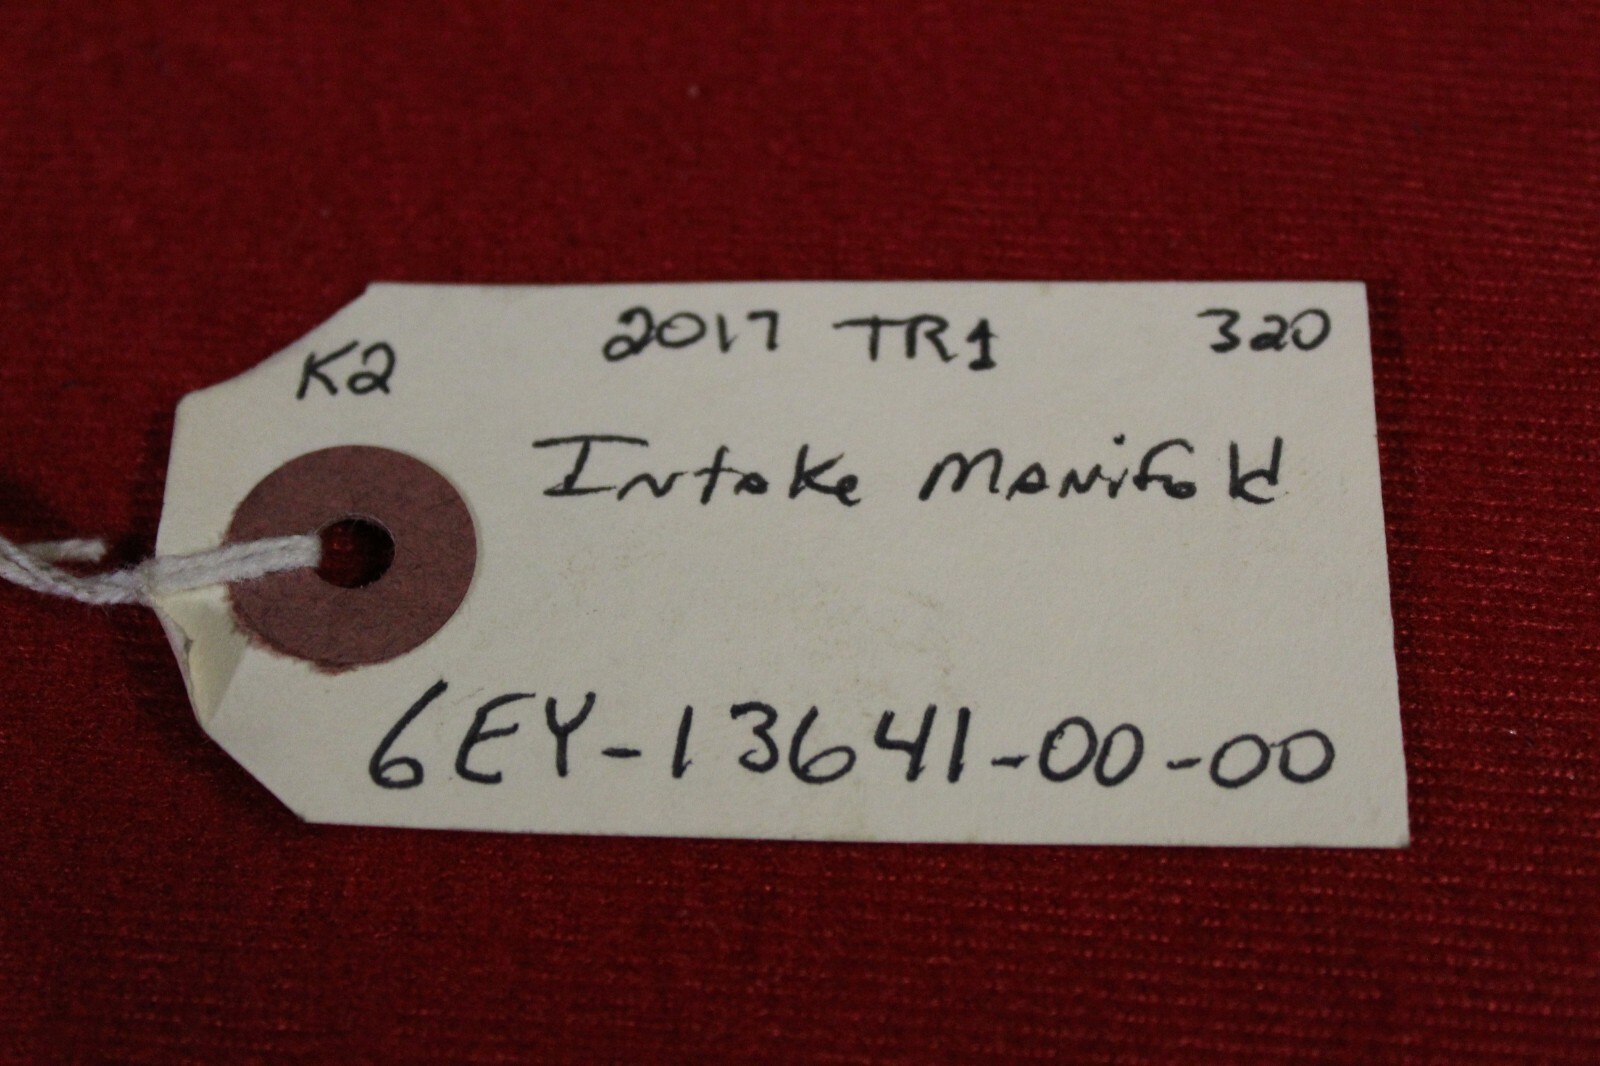 K2 2017 TR1 320
Intake Manifold
6EY-13641-00-00